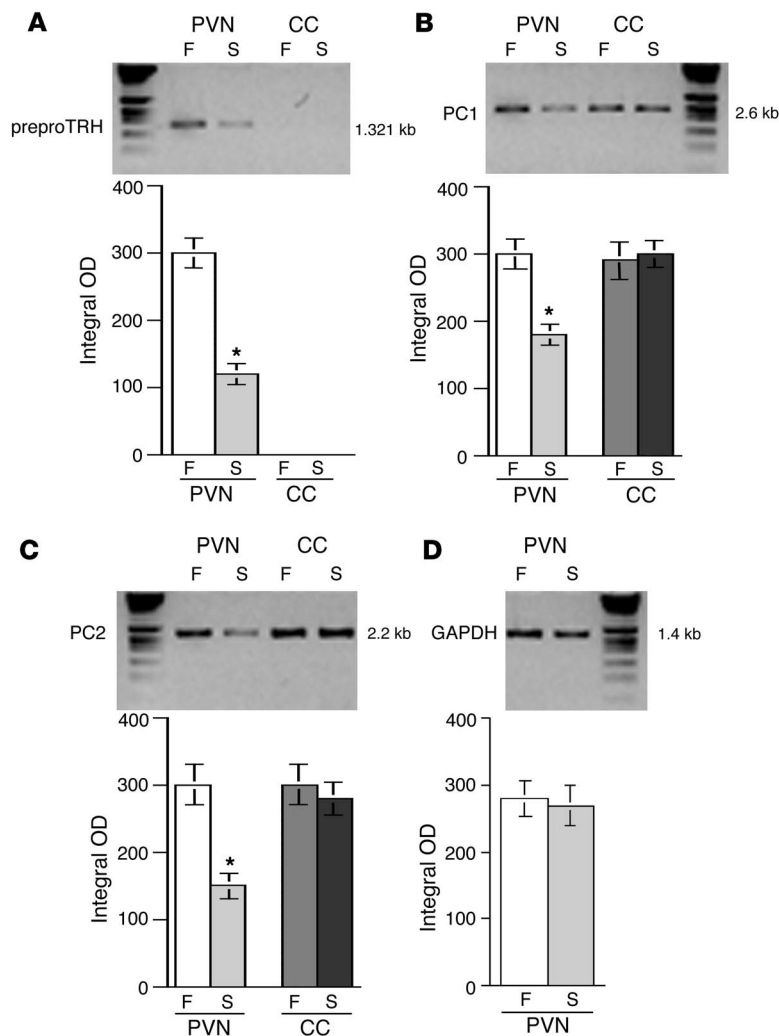 A
PVN CC
F S F S
preproTRH
1.321 kb
400
300
200
100
0
Integral OD
*
F S F S
PVN CC
B
PVN CC
F S F S
PC1
2.6 kb
400
300
200
100
0
Integral OD
*
F S F S
PVN CC
C
PVN CC
F S F S
PC2
2.2 kb
400
300
200
100
0
Integral OD
*
F S F S
PVN CC
D
PVN
F S
GAPDH
1.4 kb
400
300
200
100
0
Integral OD
F S
PVN